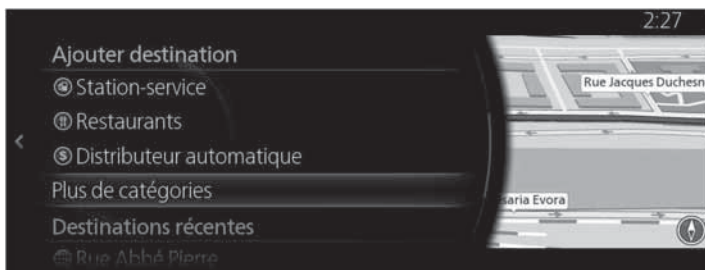 2:27
Ajouter destination
Station-service
Restaurants
Distributeur automatique
Plus de catégories
Destinations récentes
Rue Abbé Pierre
Rue Jacques Duchesn
saria Evora